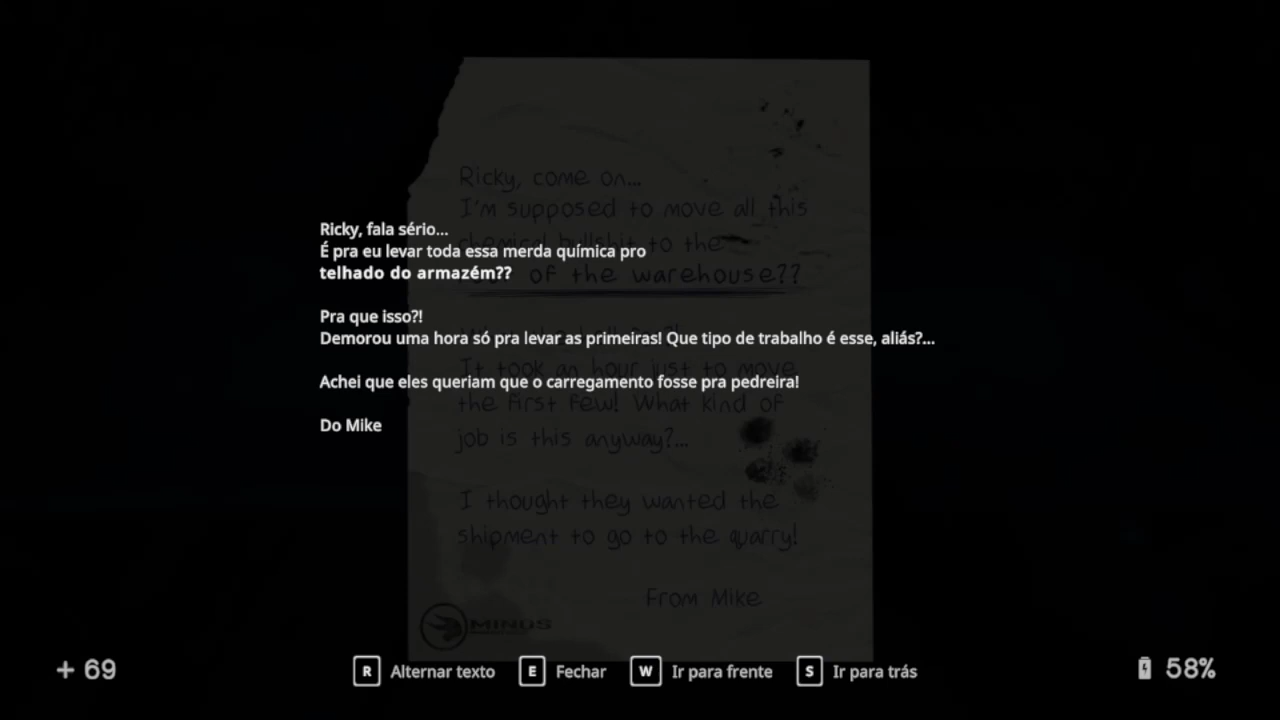 Ricky, come on...
I'm supposed to move all this
chemical bullshit to the
of the warehouse??
Ricky, fala sério...
É pra eu levar toda essa merda química pro
telhado do armazém??
Pra que isso?!
Demorou uma hora só pra levar as primeiras! Que tipo de trabalho é esse, aliás?...
Achei que eles queriam que o carregamento fosse pra pedreira!
Do Mike
It took an hour just to move
the first few! What kind of
job is this anyway?...
I thought they wanted the
shipment to go to the quarry!
From Mike
MINDS
+ 69
R Alternar texto E Fechar W Ir para frente S Ir para trás
58%